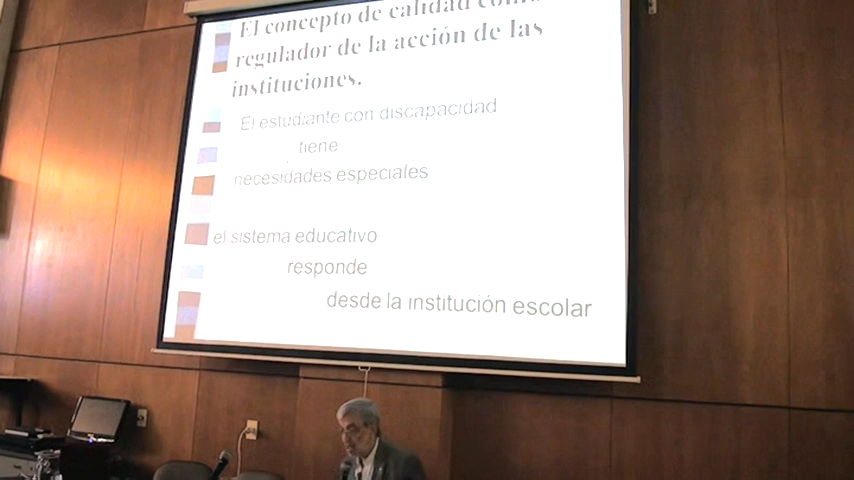 El concepto de calidad como
regulador de la acción de las
instituciones.
El estudiante con discapacidad
tiene
necesidades especiales
el sistema educativo
responde
desde la institución escolar